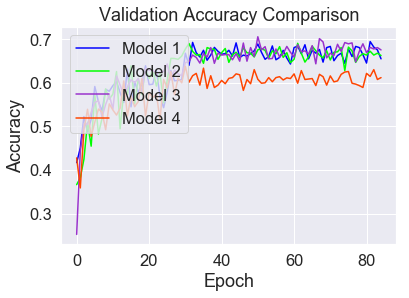 Validation Accuracy Comparison
0.7
0.6
0.5
0.4
0.3
Accuracy
Model 1
Model 2
Model 3
Model 4
0 20 40 60 80
Epoch